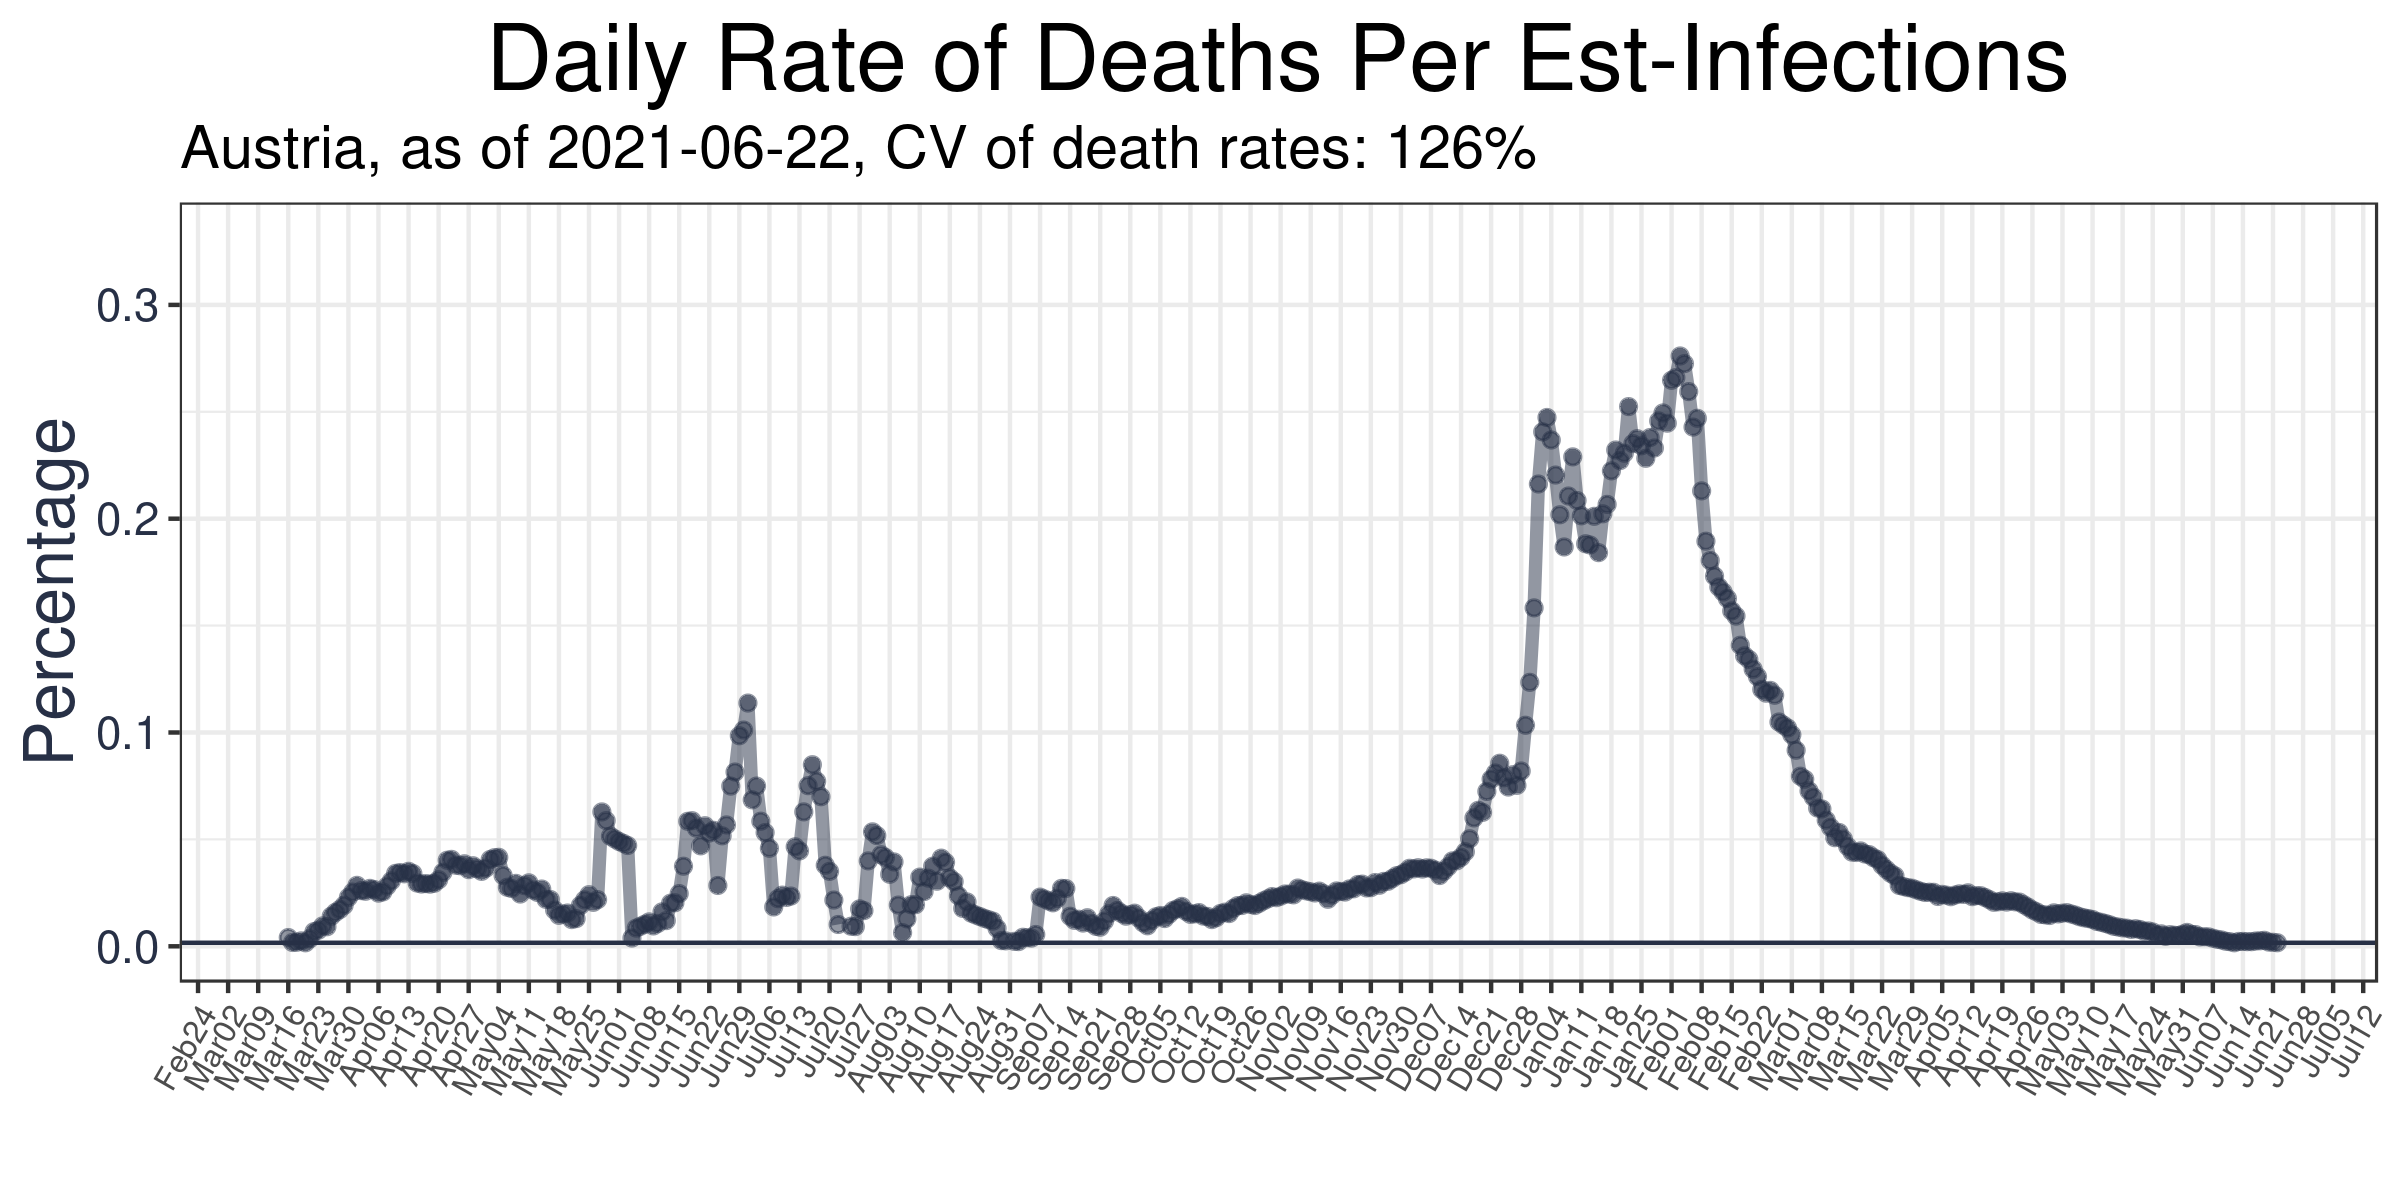 Daily Rate of Deaths Per Est-Infections
Austria, as of 2021-06-22, CV of death rates: 126%
Percentage
0.3
0.2
0.1
0.0
Feb24
Mar02
Mar09
Mar16
Mar23
Mar30
Apr06
Apr13
Apr20
Apr27
May04
May11
May18
May25
Jun01
Jun08
Jun15
Jun22
Jun29
Jul06
Jul13
Jul20
Jul27
Aug03
Aug10
Aug17
Aug24
Aug31
Sep07
Sep14
Sep21
Sep28
Oct05
Oct12
Oct19
Oct26
Nov02
Nov09
Nov16
Nov23
Nov30
Dec07
Dec14
Dec21
Dec28
Dec04
Jan11
Jan18
Jan25
Feb01
Feb08
Feb15
Feb22
Mar01
Mar08
Mar15
Mar22
Mar29
Apr05
Apr12
Apr19
Apr26
May03
May10
May17
May24
May31
May07
Jun14
Jun21
Jun28
Jul05
Jul12